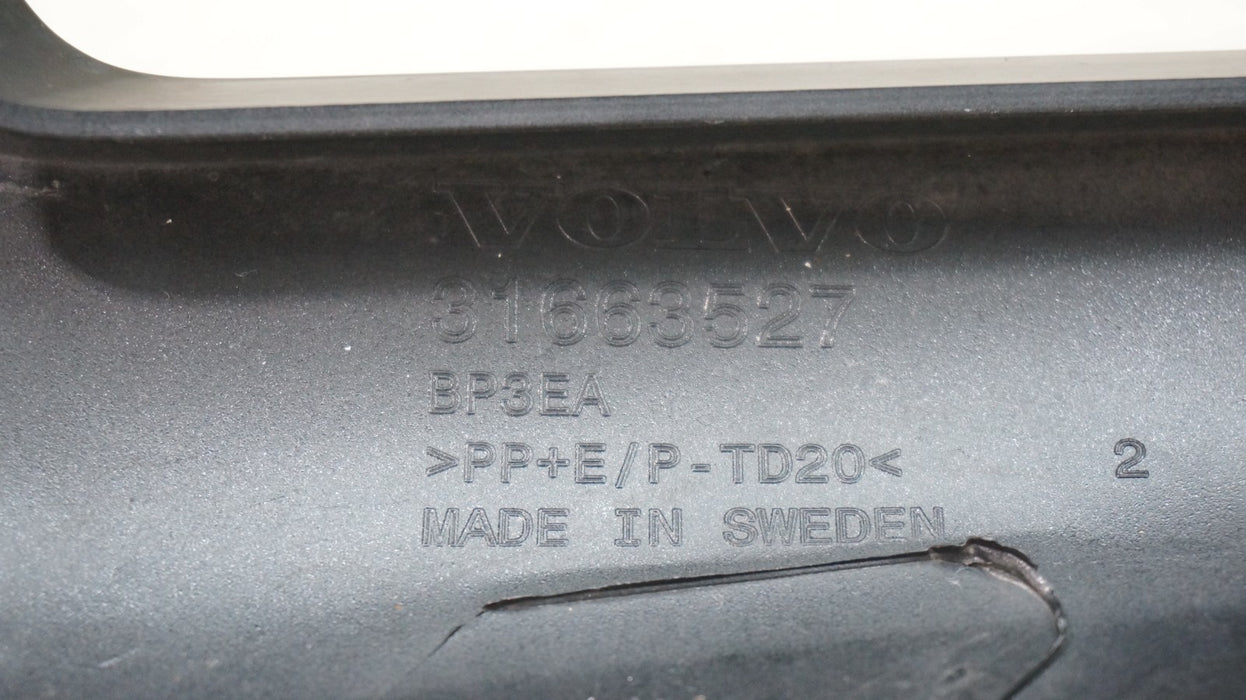 VOLVO
31663527
BP3EA
>PP+E/P-TD20<
2
MADE IN SWEDEN